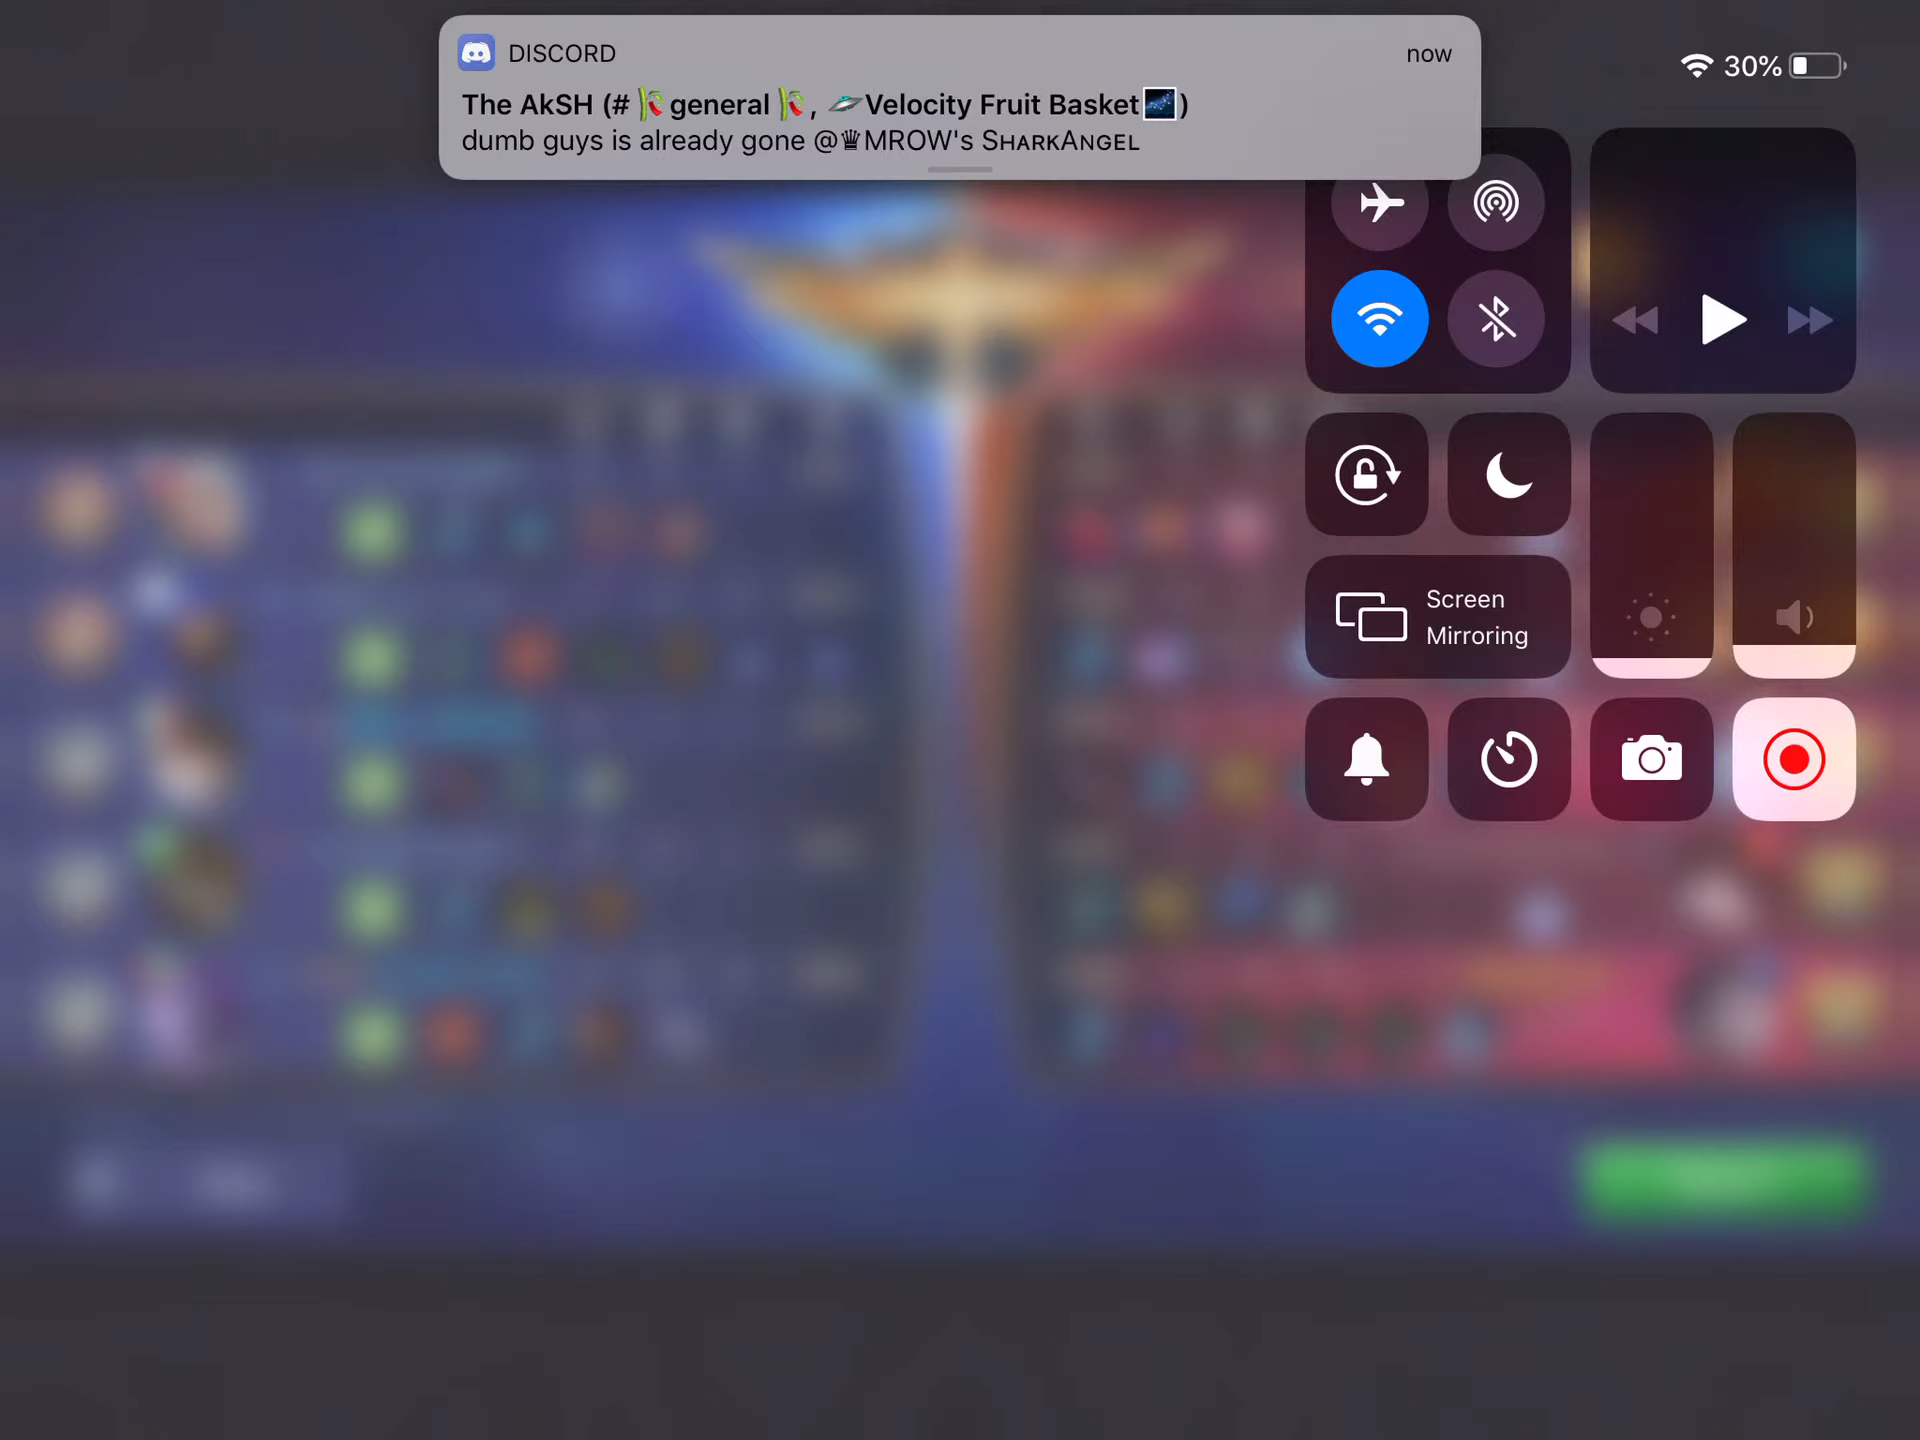 DISCORD now
The AkSH (#🎋general🎋, 🛸Velocity Fruit Basket🌌)
dumb guys is already gone @♛MROW's SʜᴀʀᴋAɴɢᴇʟ
30%
Screen
Mirroring